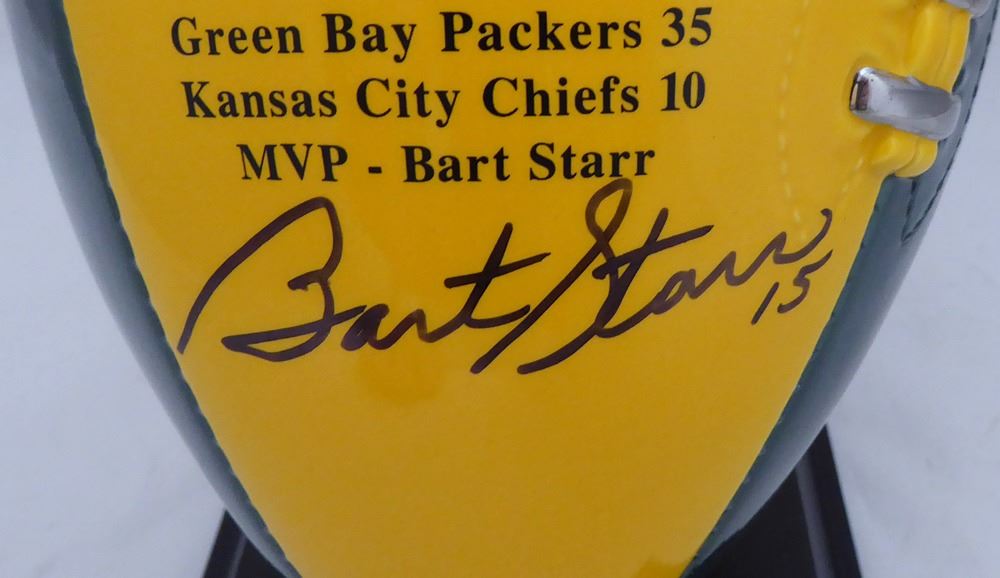 Green Bay Packers 35
Kansas City Chiefs 10
MVP - Bart Starr
Bart Starr
15